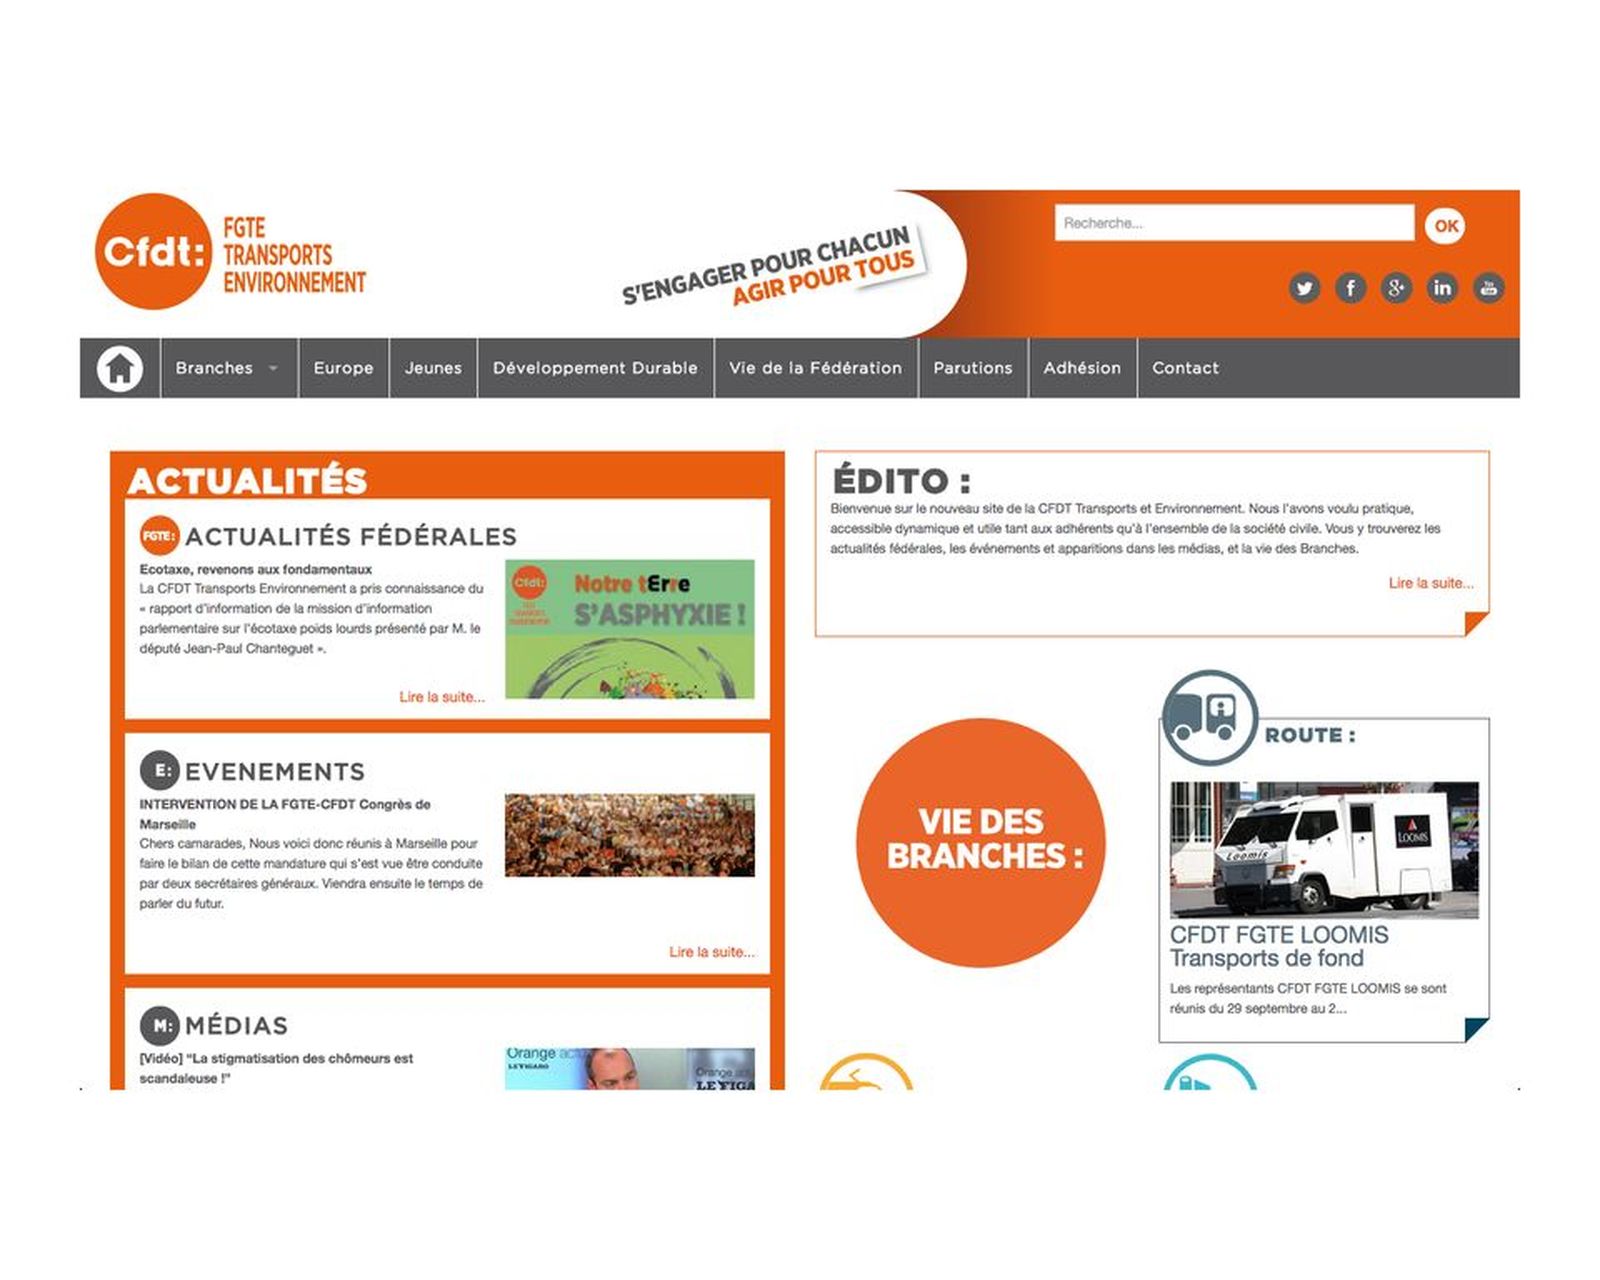 Cfdt:
FGTE
TRANSPORTS
ENVIRONNEMENT
S'ENGAGER POUR CHACUN
AGIR POUR TOUS
Recherche...
OK
Branches
Europe
Jeunes
Développement Durable
Vie de la Fédération
Parutions
Adhésion
Contact
ACTUALITÉS
FGTE:
ACTUALITÉS FÉDÉRALES
Ecotaxe, revenons aux fondamentaux
La CFDT Transports Environnement a pris connaissance du
« rapport d'information de la mission d'information
parlementaire sur l'écotaxe poids lourds présenté par M. le
député Jean-Paul Chanteguet ».
Lire la suite...
Cfdt:
Notre tErre
S'ASPHYXIE !
E:
EVENEMENTS
INTERVENTION DE LA FGTE-CFDT Congrès de
Marseille
Chers camarades, Nous voici donc réunis à Marseille pour
faire le bilan de cette mandature qui s'est vue être conduite
par deux secrétaires généraux. Viendra ensuite le temps de
parler du futur.
Lire la suite...
M:
MÉDIAS
[Vidéo] “La stigmatisation des chômeurs est
scandaleuse !”
Orange
LE FIGARO
Orange
LE FIGA
ÉDITO :
Bienvenue sur le nouveau site de la CFDT Transports et Environnement. Nous l'avons voulu pratique,
accessible dynamique et utile tant aux adhérents qu'à l'ensemble de la société civile. Vous y trouverez les
actualités fédérales, les événements et apparitions dans les médias, et la vie des Branches.
Lire la suite...
VIE DES
BRANCHES :
ROUTE :
Loomis
LOOMIS
CFDT FGTE LOOMIS
Transports de fond
Les représentants CFDT FGTE LOOMIS se sont
réunis du 29 septembre au 2...